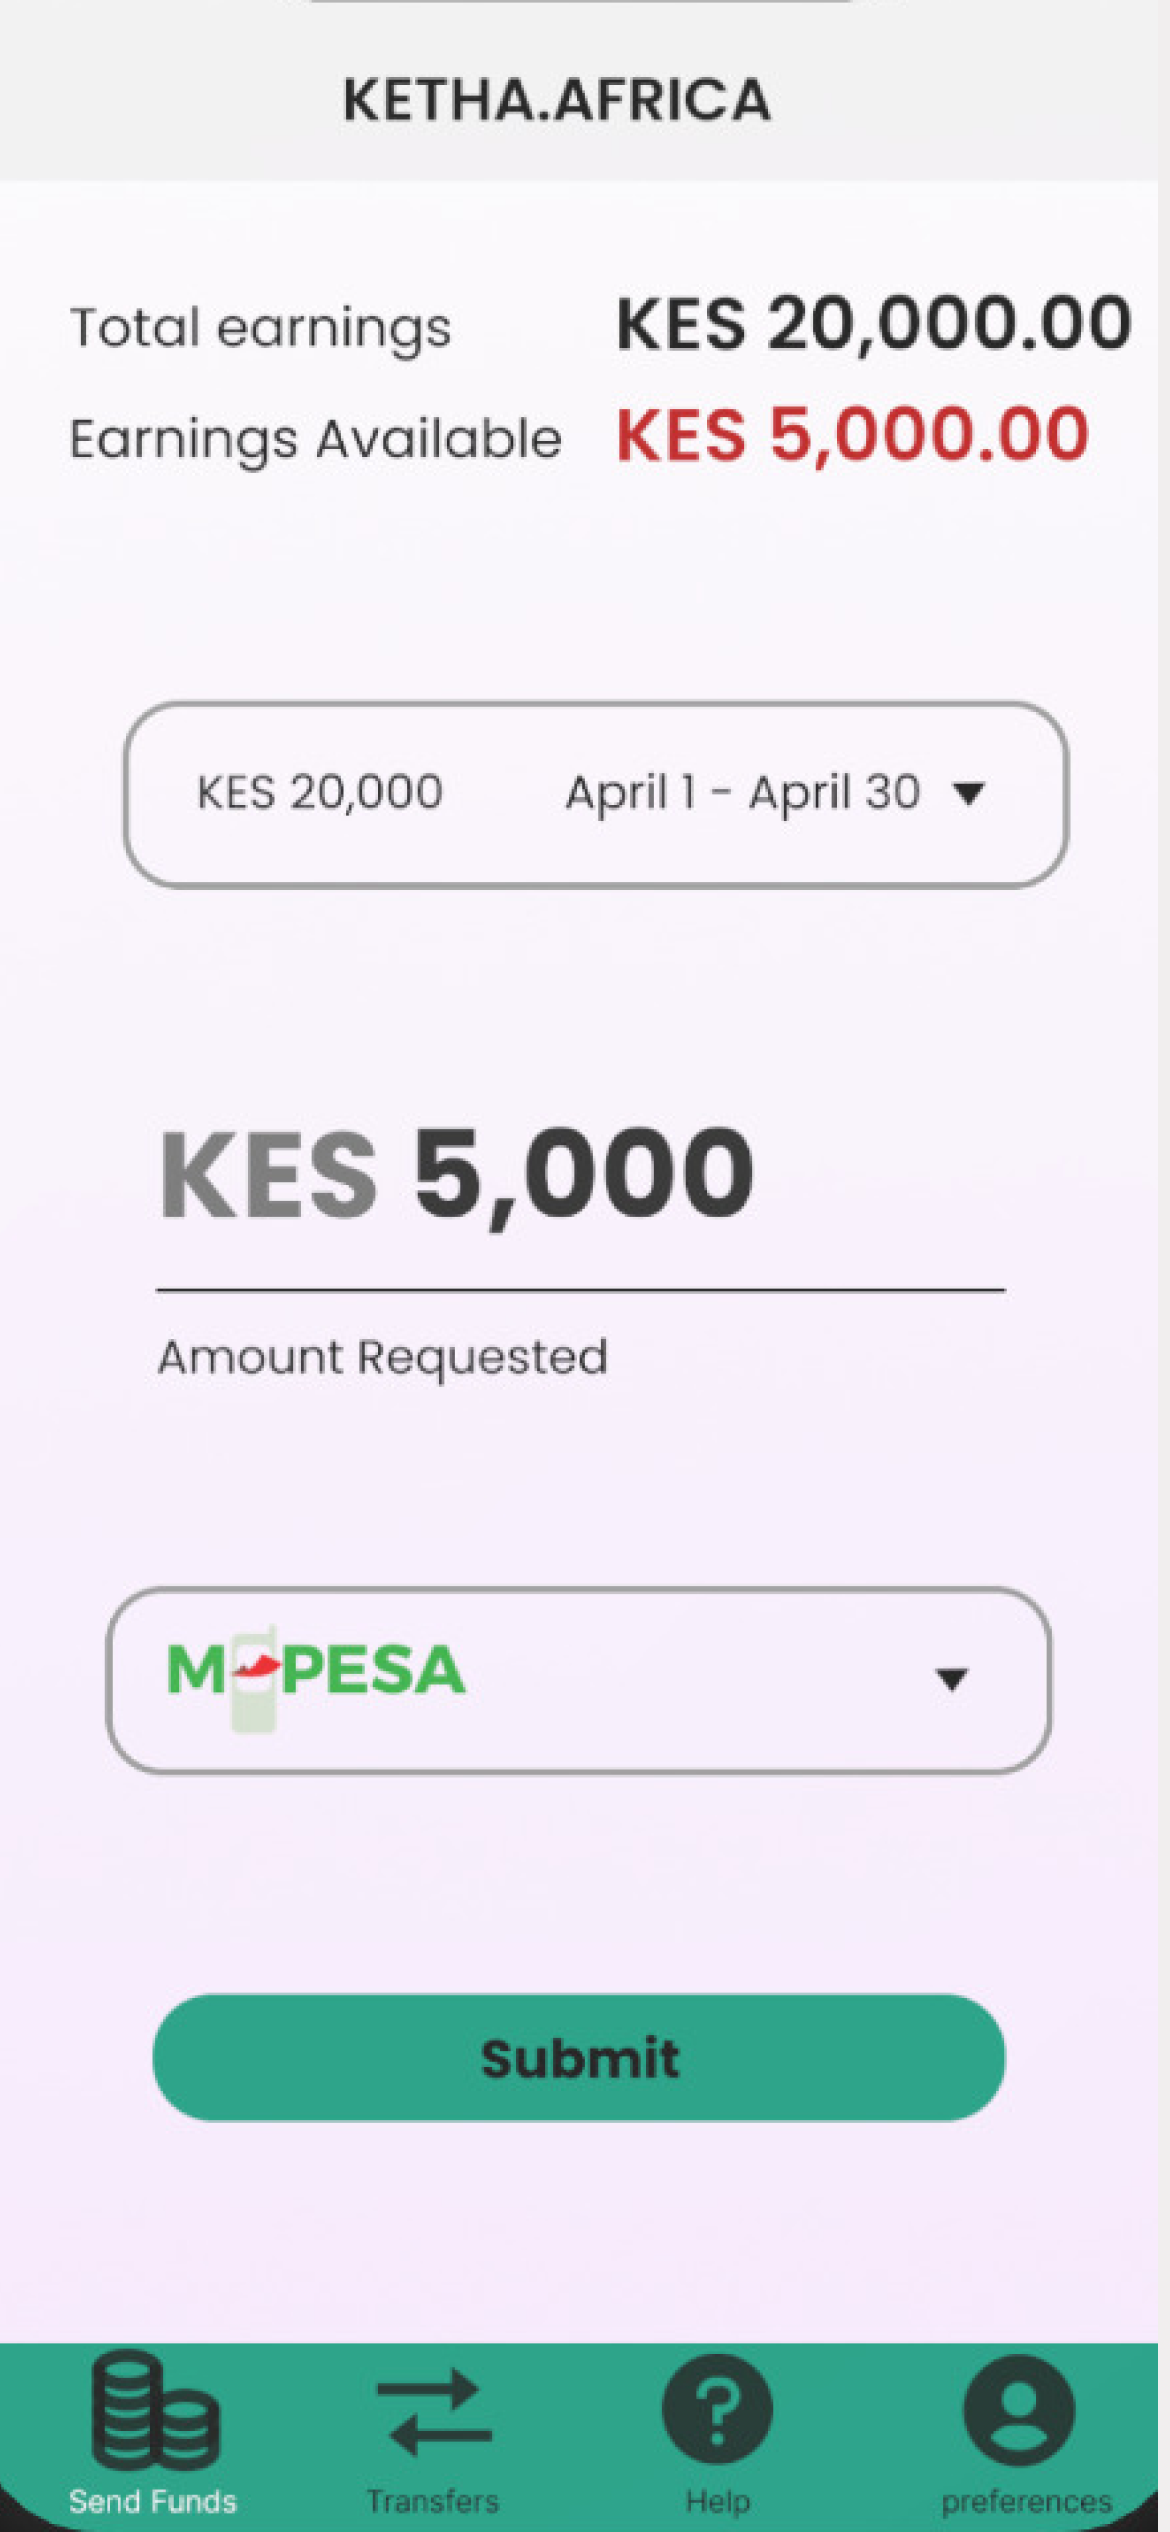 KETHA.AFRICA
Total earnings KES 20,000.00
Earnings Available KES 5,000.00
KES 20,000 April 1 - April 30
KES 5,000
Amount Requested
M-PESA
Submit
Send Funds Transfers Help preferences